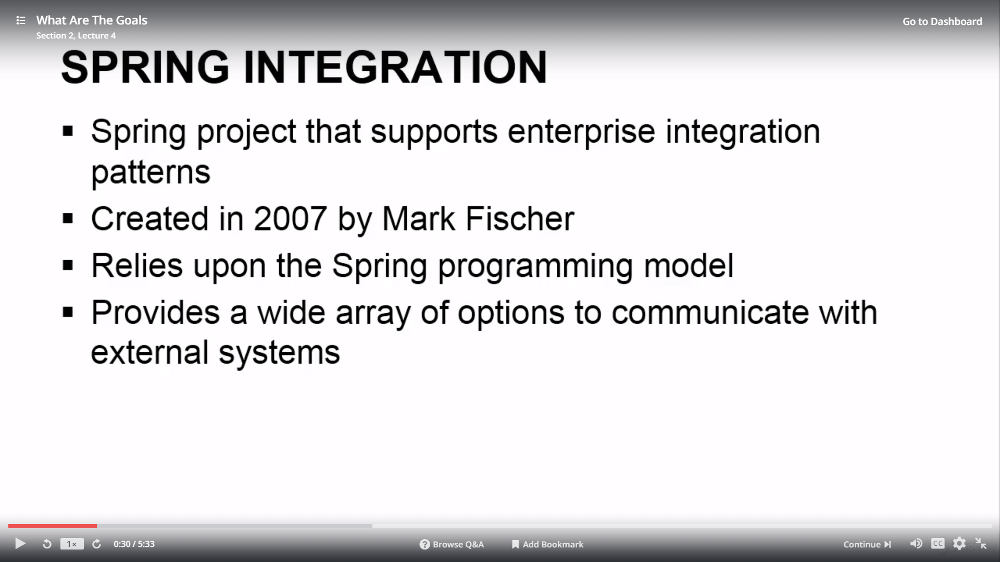 What Are The Goals
Section 2, Lecture 4
Go to Dashboard
SPRING INTEGRATION
▪ Spring project that supports enterprise integration
patterns
▪ Created in 2007 by Mark Fischer
▪ Relies upon the Spring programming model
▪ Provides a wide array of options to communicate with
external systems
1× 0:30 / 5:33 ? Browse Q&A Add Bookmark Continue CC